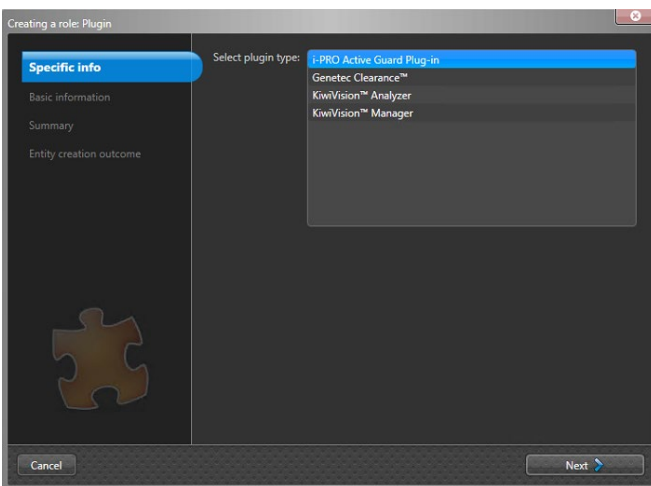 Creating a role: Plugin
Specific info
Basic information
Summary
Entity creation outcome
Select plugin type:
i-PRO Active Guard Plug-in
Genetec Clearance™
KiwiVision™ Analyzer
KiwiVision™ Manager
Cancel
Next